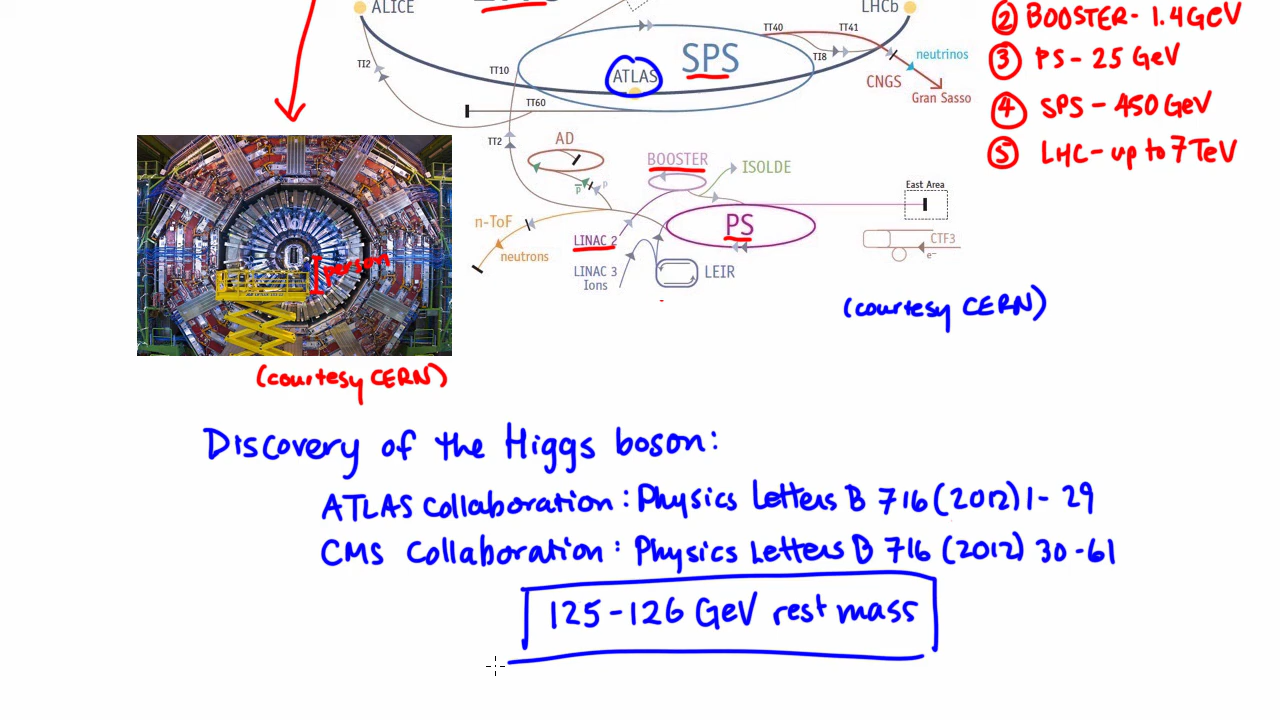 ALICE
LHCb
② BOOSTER- 1.4GeV
TT40
TT41
SPS
③ PS - 25 GeV
neutrinos
TI8
TI2
TT10
ATLAS
CNGS
Gran Sasso
TT60
④ SPS - 450 GeV
TT2
AD
⑤ LHC- up to 7 TeV
BOOSTER
ISOLDE
p̅
p
East Area
n-ToF
PS
LINAC 2
CTF3
neutrons
e⁻
person
LINAC 3
Ions
LEIR
(courtesy CERN)
(courtesy CERN)
Discovery of the Higgs boson:
ATLAS Collaboration: Physics Letters B 716 (2012) 1- 29
CMS Collaboration: Physics Letters B 716 (2012) 30-61
125-126 GeV rest mass